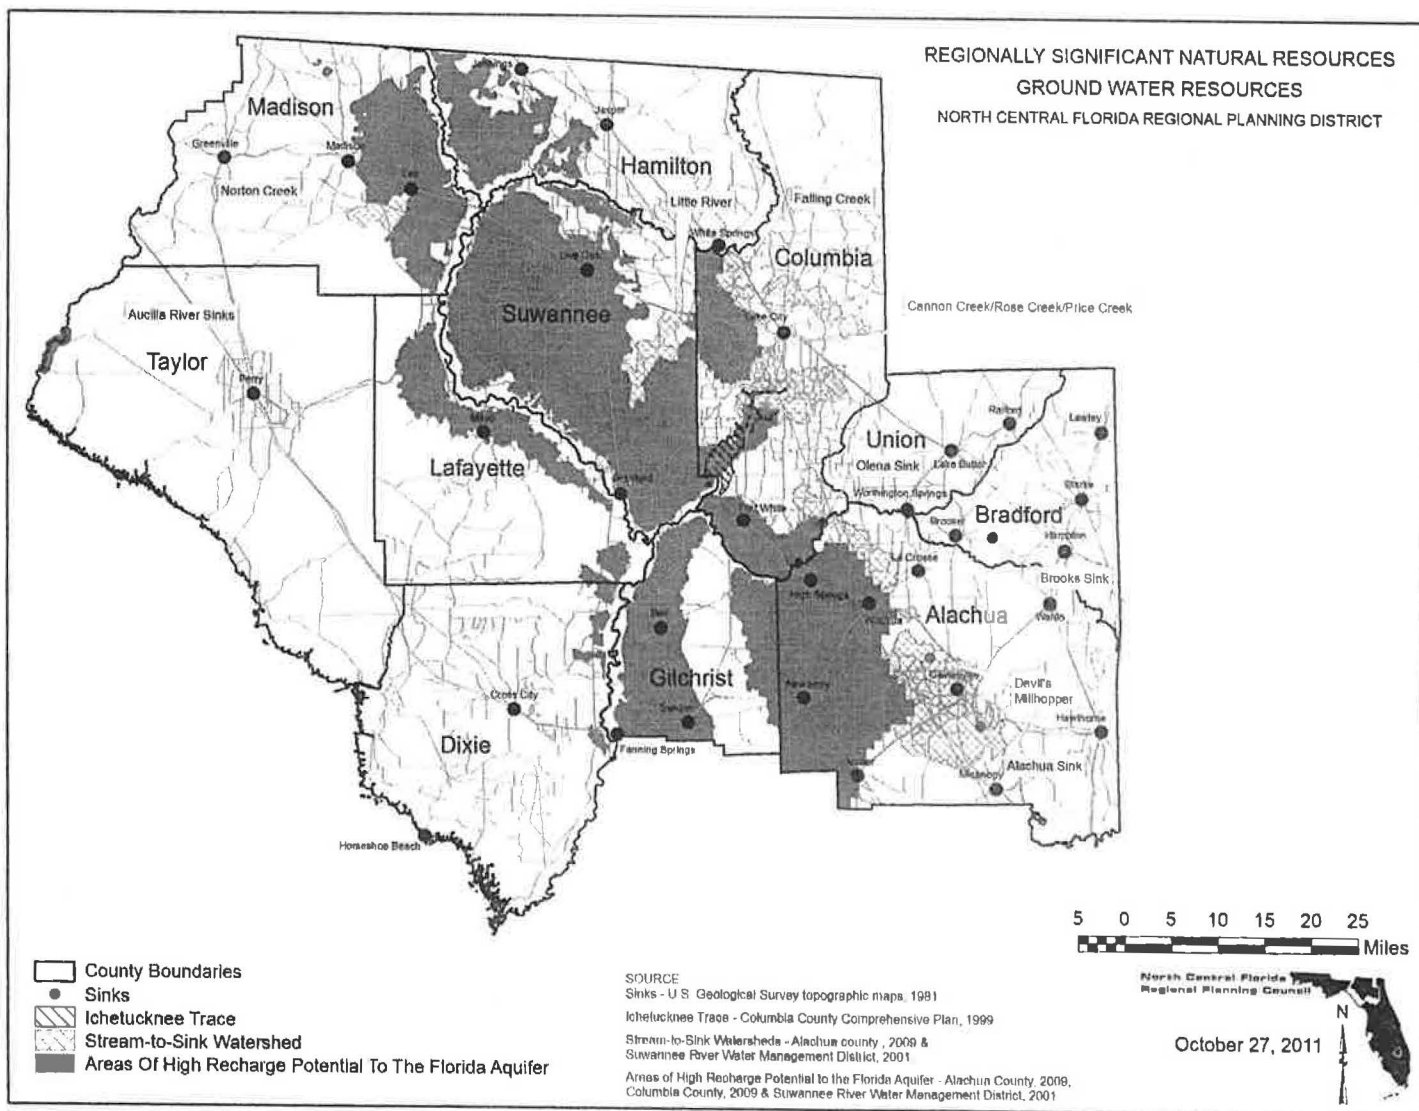 REGIONALLY SIGNIFICANT NATURAL RESOURCES
GROUND WATER RESOURCES
NORTH CENTRAL FLORIDA REGIONAL PLANNING DISTRICT
Jennings
Madison
Jasper
Greenville
Madison
Hamilton
Lee
Norton Creek
Little River
Falling Creek
White Springs
Live Oak
Columbia
Suwannee
Cannon Creek/Rose Creek/Price Creek
Aucilla River Sinks
Lake City
Taylor
Perry
Mayo
Raiford
Lawtey
Union
Lafayette
Olena Sink
Lake Butler
Branford
Worthington Springs
Starke
Fort White
Bradford
Brooker
Hampton
La Crosse
Brooks Sink
High Springs
Bell
Alachua
Alachua
Waldo
Gilchrist
Newberry
Gainesville
Devil's
Millhopper
Cross City
Trenton
Hawthorne
Dixie
Fanning Springs
Archer
Micanopy
Alachua Sink
Horseshoe Beach
5 0 5 10 15 20 25
Miles
County Boundaries
Sinks
Ichetucknee Trace
Stream-to-Sink Watershed
Areas Of High Recharge Potential To The Florida Aquifer
SOURCE
Sinks - U.S. Geological Survey topographic maps, 1981
Ichetucknee Trace - Columbia County Comprehensive Plan, 1999
Stream-to-Sink Watersheds - Alachua county , 2009 &
Suwannee River Water Management District, 2001
Areas of High Recharge Potential to the Florida Aquifer - Alachua County, 2009,
Columbia County, 2009 & Suwannee River Water Management District, 2001
North Central Florida
Regional Planning Council
N
October 27, 2011